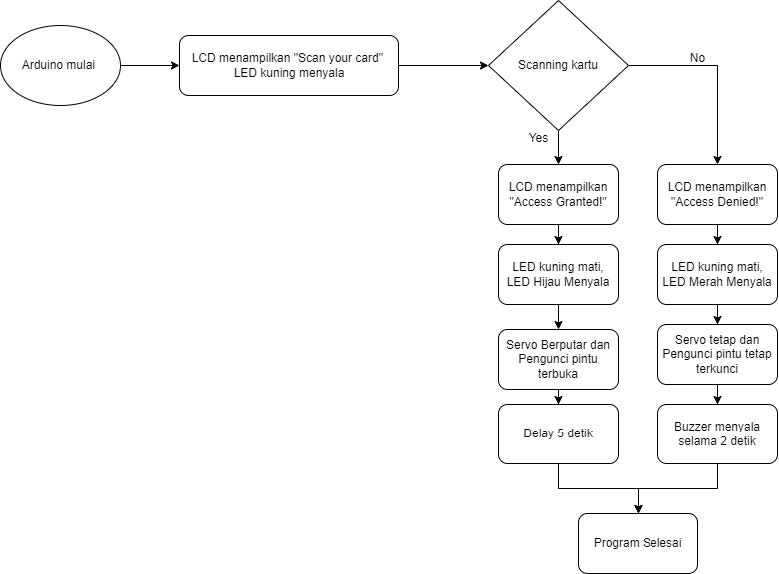 Arduino mulai
LCD menampilkan "Scan your card"
LED kuning menyala
Scanning kartu
No
Yes
LCD menampilkan
"Access Granted!"
LCD menampilkan
"Access Denied!"
LED kuning mati,
LED Hijau Menyala
LED kuning mati,
LED Merah Menyala
Servo Berputar dan
Pengunci pintu
terbuka
Servo tetap dan
Pengunci pintu tetap
terkunci
Delay 5 detik
Buzzer menyala
selama 2 detik
Program Selesai